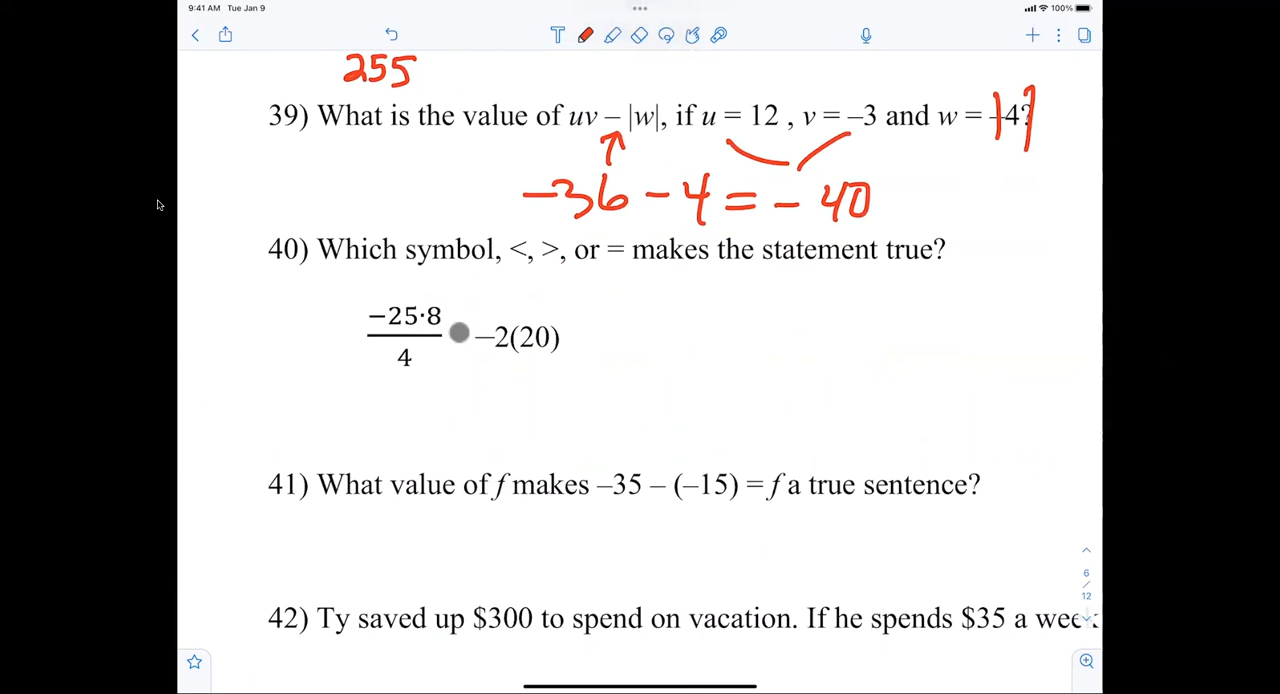 9:41 AM Tue Jan 9
100%
T
255
39) What is the value of uv – |w|, if u = 12 , v = –3 and w = –4?
-36 - 4 = - 40
40) Which symbol, <, >, or = makes the statement true?
−25·8
–2(20)
4
41) What value of f makes –35 – (–15) = f a true sentence?
6
/
12
42) Ty saved up $300 to spend on vacation. If he spends $35 a week